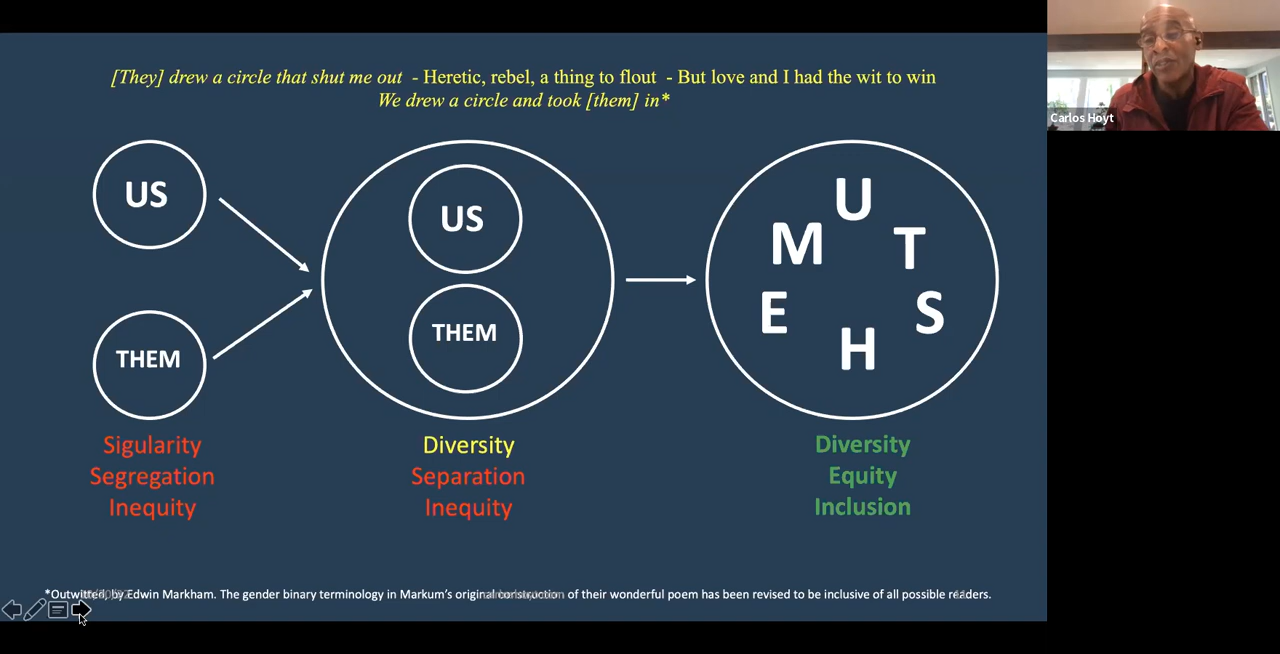 [They] drew a circle that shut me out - Heretic, rebel, a thing to flout - But love and I had the wit to win
We drew a circle and took [them] in*
Carlos Hoyt
US
THEM
US
THEM
U
M
T
E
S
H
Sigularity
Segregation
Inequity
Diversity
Separation
Inequity
Diversity
Equity
Inclusion
*Outwitted, by Edwin Markham. The gender binary terminology in Markum's original construction of their wonderful poem has been revised to be inclusive of all possible readers.